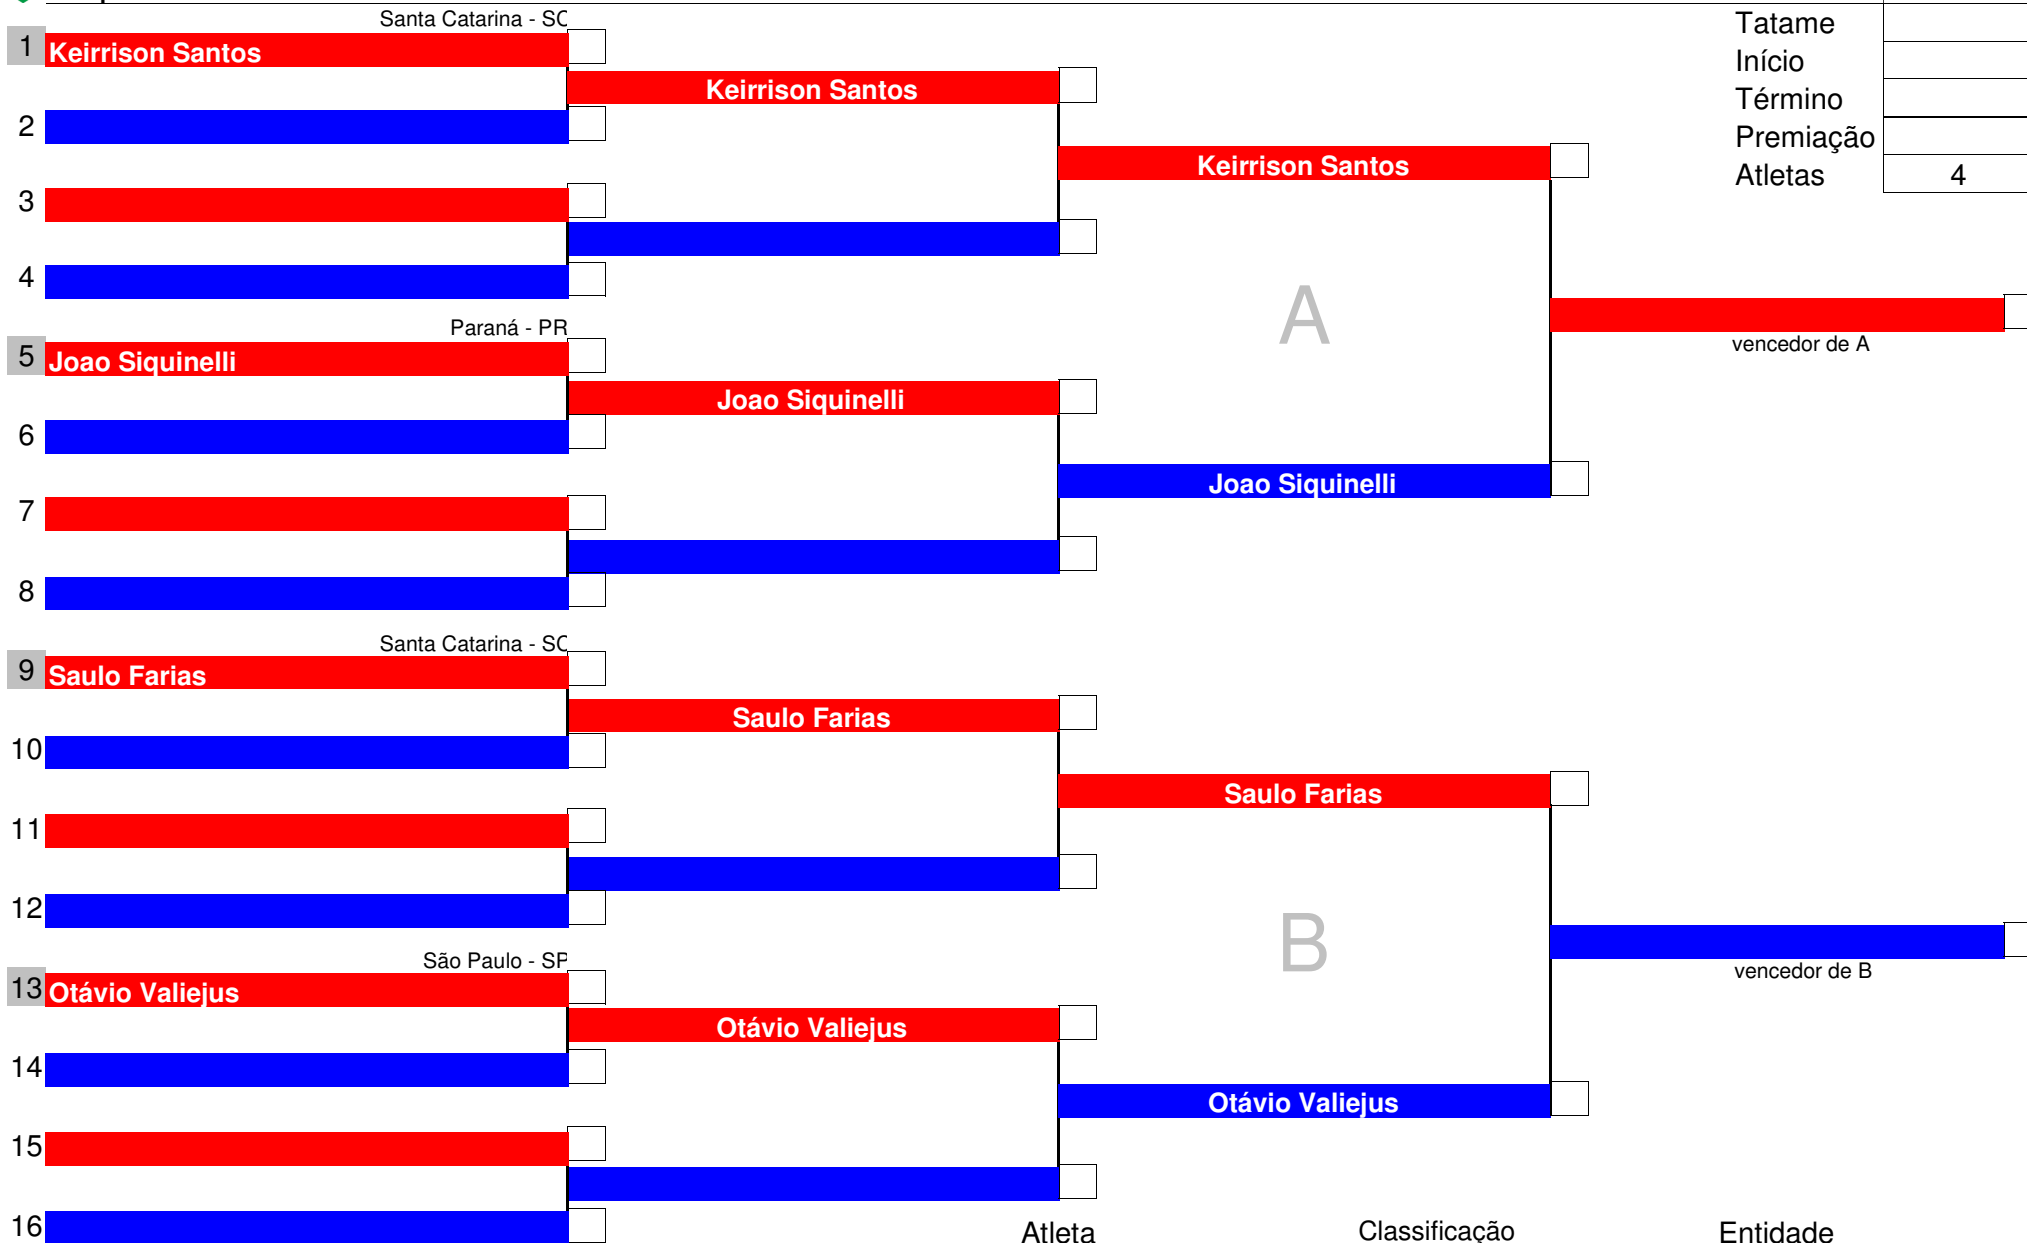 Santa Catarina - SC
Tatame
1 Keirrison Santos
Início
Keirrison Santos
Término
2
Premiação
Keirrison Santos
Atletas 4
3
4
A
Paraná - PR
vencedor de A
5 Joao Siquinelli
Joao Siquinelli
6
Joao Siquinelli
7
8
Santa Catarina - SC
9 Saulo Farias
Saulo Farias
10
Saulo Farias
11
12
B
São Paulo - SP
vencedor de B
13 Otávio Valiejus
Otávio Valiejus
14
Otávio Valiejus
15
16
Atleta Classificação Entidade